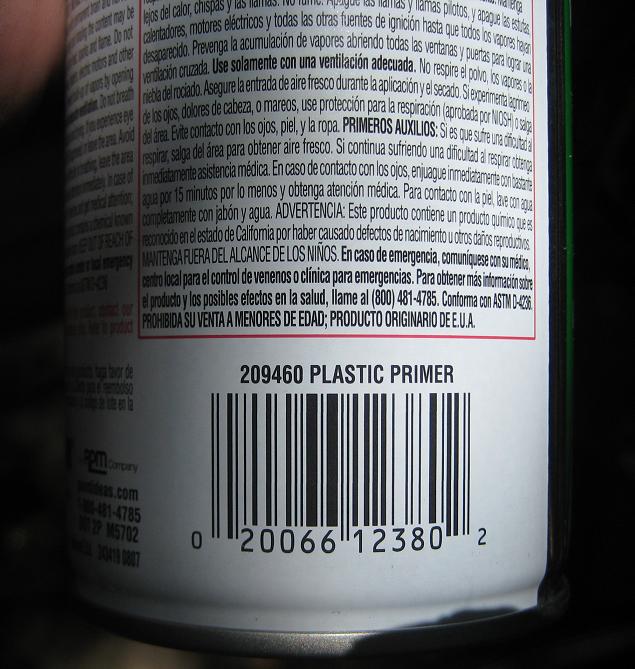 lejos del calor, chispas y las llamas. No fume. Apague las llamas y llamas pilotos, y apague las estufas,
calentadores, motores eléctricos y todas las otras fuentes de ignición hasta que todos los vapores hayan
desaparecido. Prevenga la acumulación de vapores abriendo todas las ventanas y puertas para lograr una
ventilación cruzada. Use solamente con una ventilación adecuada. No respire el polvo, los vapores o la
niebla del rociado. Asegure la entrada de aire fresco durante la aplicación y el secado. Si experimenta lagrimeo
de los ojos, dolores de cabeza, o mareos, use protección para la respiración (aprobada por NIOSH) o salga
del área. Evite contacto con los ojos, piel, y la ropa. PRIMEROS AUXILIOS: Si es que sufre una dificultad al
respirar, salga del área para obtener aire fresco. Si continua sufriendo una dificultad al respirar obtenga
inmediatamente asistencia médica. En caso de contacto con los ojos, enjuague inmediatamente con bastante
agua por 15 minutos por lo menos y obtenga atención médica. Para contacto con la piel, lave con agua
completamente con jabón y agua. ADVERTENCIA: Este producto contiene un producto químico que es
reconocido en el estado de California por haber causado defectos de nacimiento u otros daños reproductivos.
MANTENGA FUERA DEL ALCANCE DE LOS NIÑOS. En caso de emergencia, comuníquese con su médico,
centro local para el control de venenos o clínica para emergencias. Para obtener más información sobre
el producto y los posibles efectos en la salud, llame al (800) 481-4785. Conforma con ASTM D-4236.
PROHIBIDA SU VENTA A MENORES DE EDAD; PRODUCTO ORIGINARIO DE E.U.A.
209460 PLASTIC PRIMER
0 20066 12380 2
rpm Company
800-481-4785
DOT 2P M5702
343419 0807